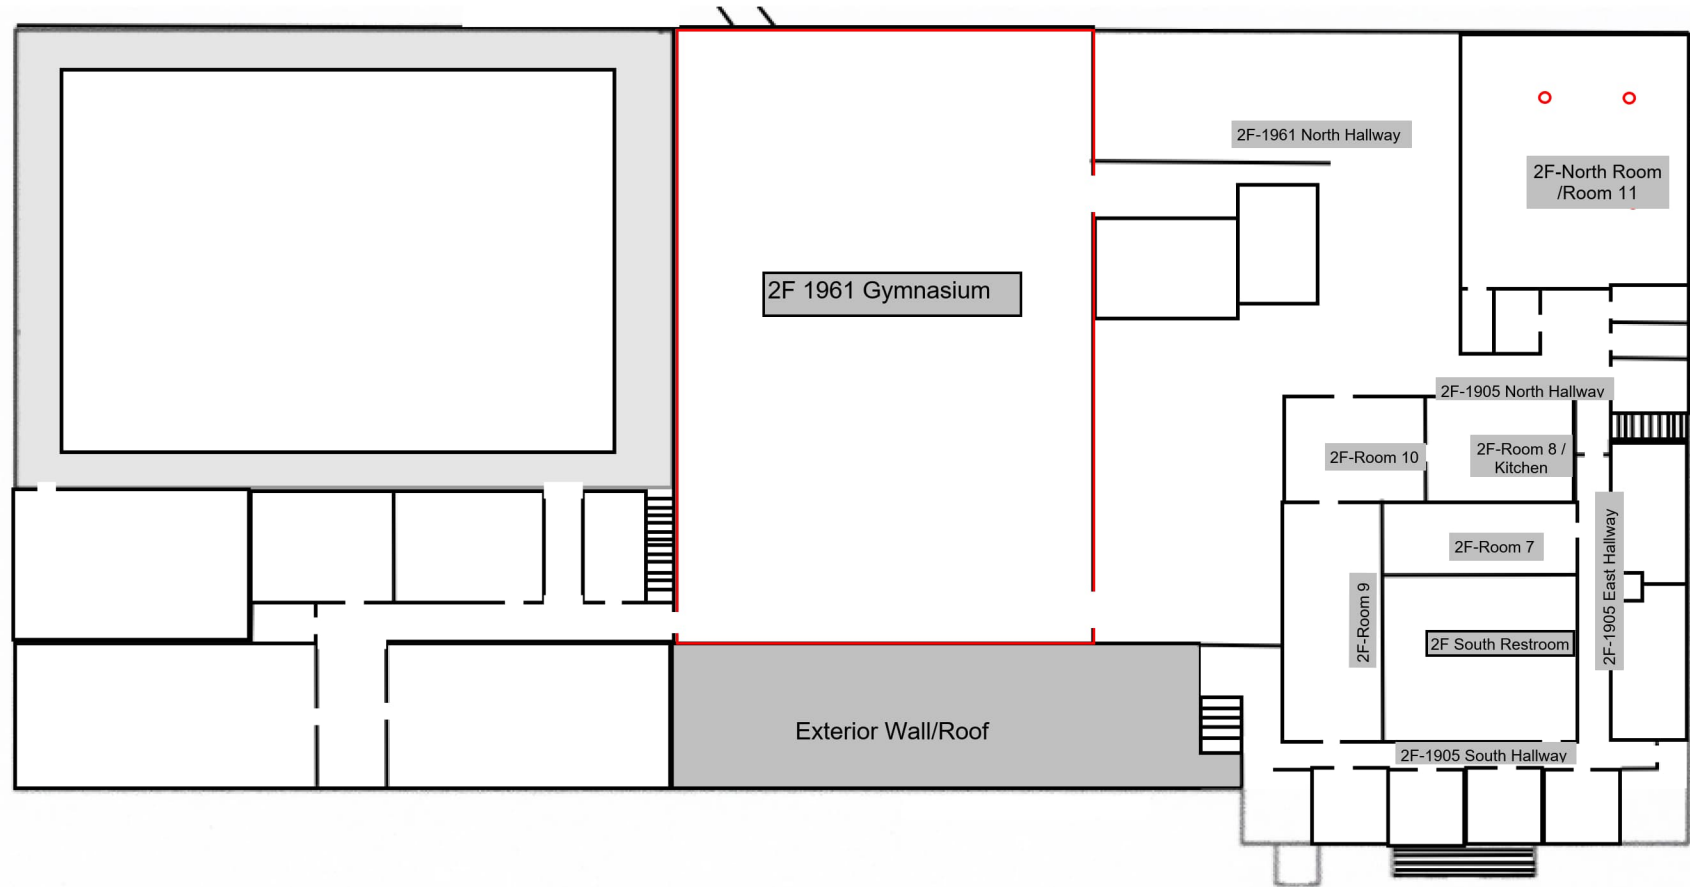 2F-1961 North Hallway
2F-North Room
/Room 11
2F 1961 Gymnasium
2F-1905 North Hallway
2F-Room 10
2F-Room 8 /
Kitchen
2F-Room 7
2F-1905 East Hallway
2F-Room 9
2F South Restroom
Exterior Wall/Roof
2F-1905 South Hallway